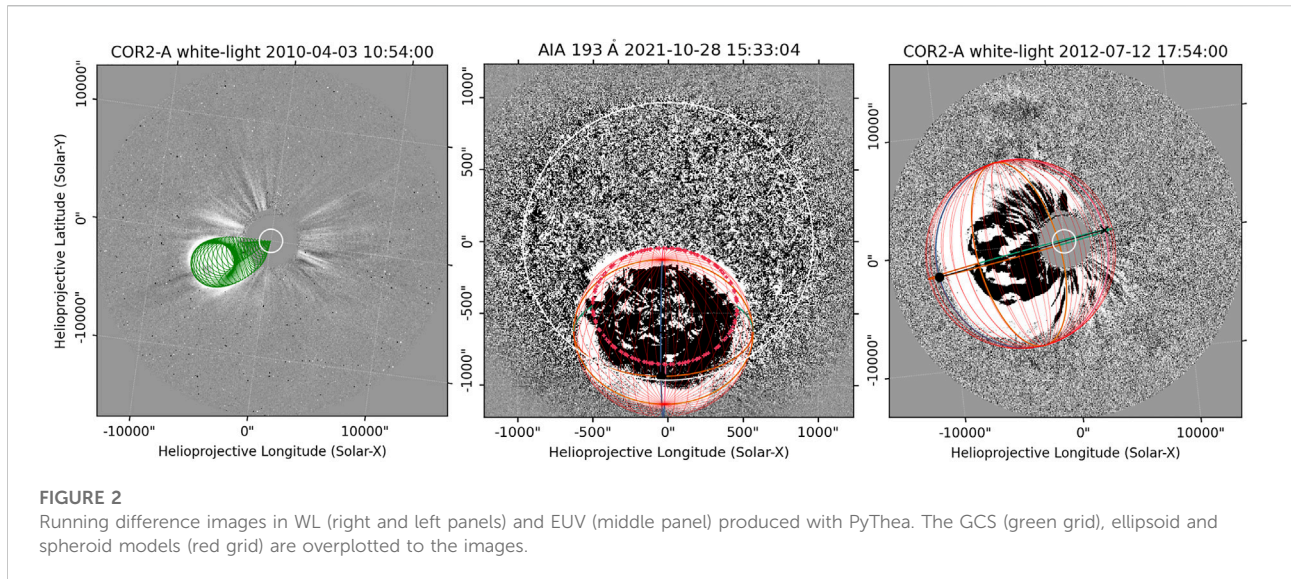 COR2-A white-light 2010-04-03 10:54:00
10000"
0"
-10000"
Helioprojective Latitude (Solar-Y)
-10000"
0"
10000"
Helioprojective Longitude (Solar-X)
AIA 193 Å 2021-10-28 15:33:04
1000"
500"
0"
-500"
-1000"
-1000"
-500"
0"
500"
1000"
Helioprojective Longitude (Solar-X)
COR2-A white-light 2012-07-12 17:54:00
10000"
0"
-10000"
-10000"
0"
10000"
Helioprojective Longitude (Solar-X)
FIGURE 2
Running difference images in WL (right and left panels) and EUV (middle panel) produced with PyThea. The GCS (green grid), ellipsoid and
spheroid models (red grid) are overplotted to the images.